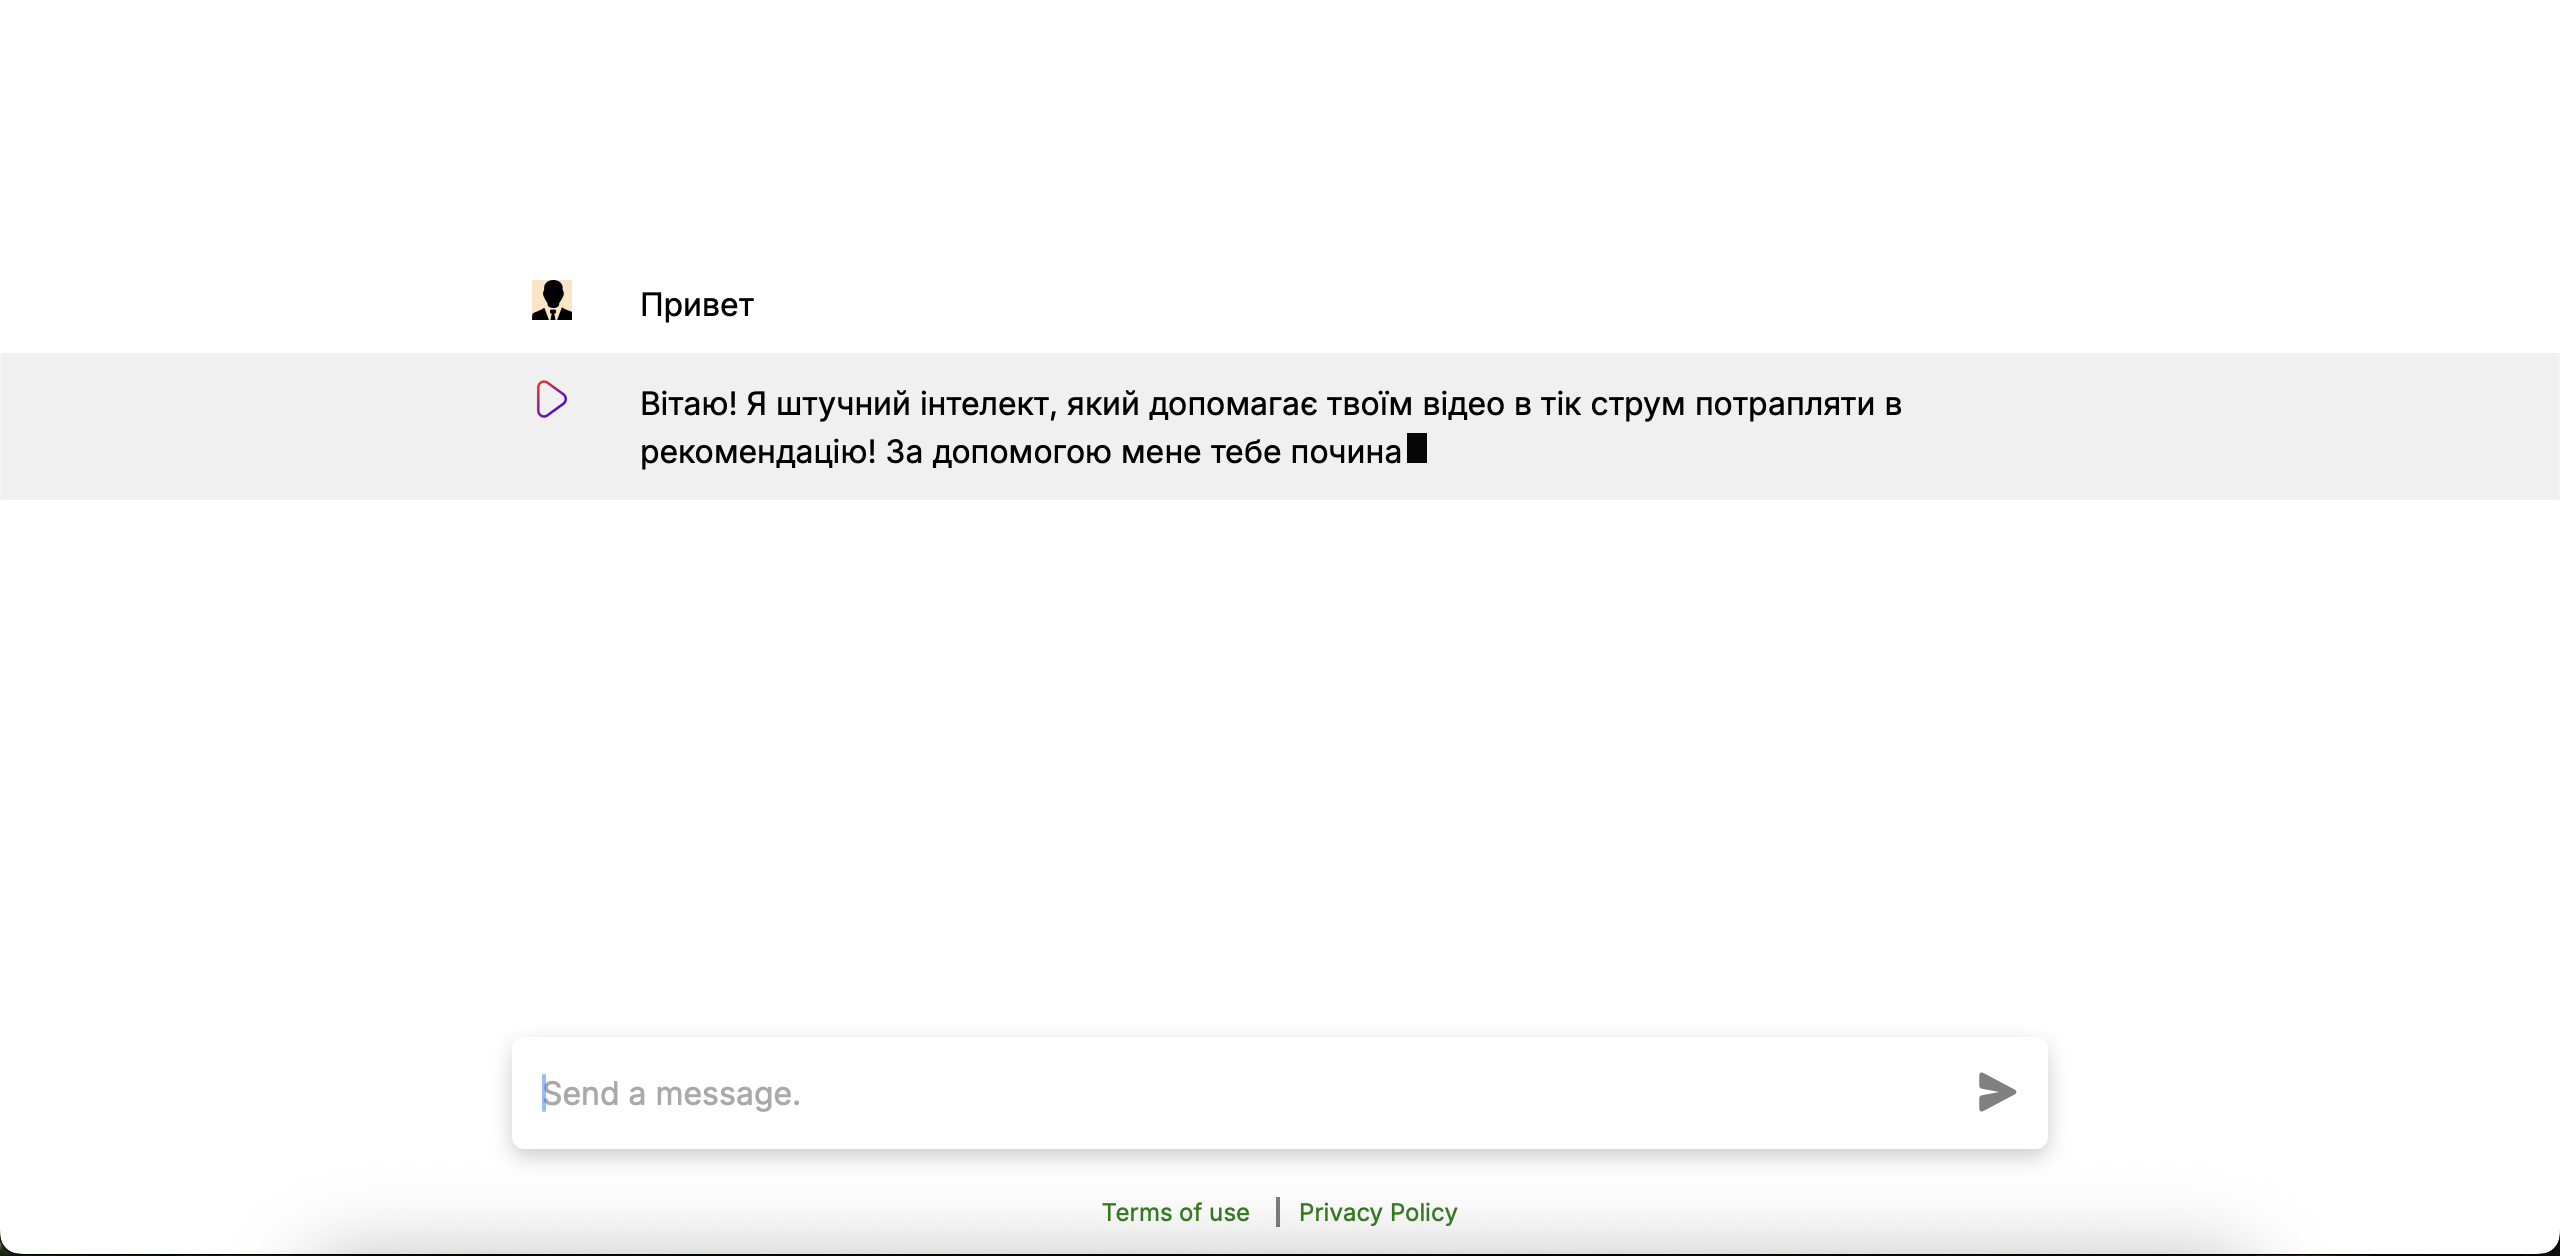 Привет
Вітаю! Я штучний інтелект, який допомагає твоїм відео в тік струм потрапляти в
рекомендацію! За допомогою мене тебе почина
Send a message.
Terms of use | Privacy Policy